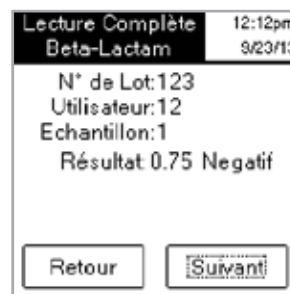 Lecture Complète 12:12pm
Beta-Lactam 9/23/13
N° de Lot:123
Utilisateur:12
Echantillon:1
Résultat:0.75 Negatif
Retour Suivant